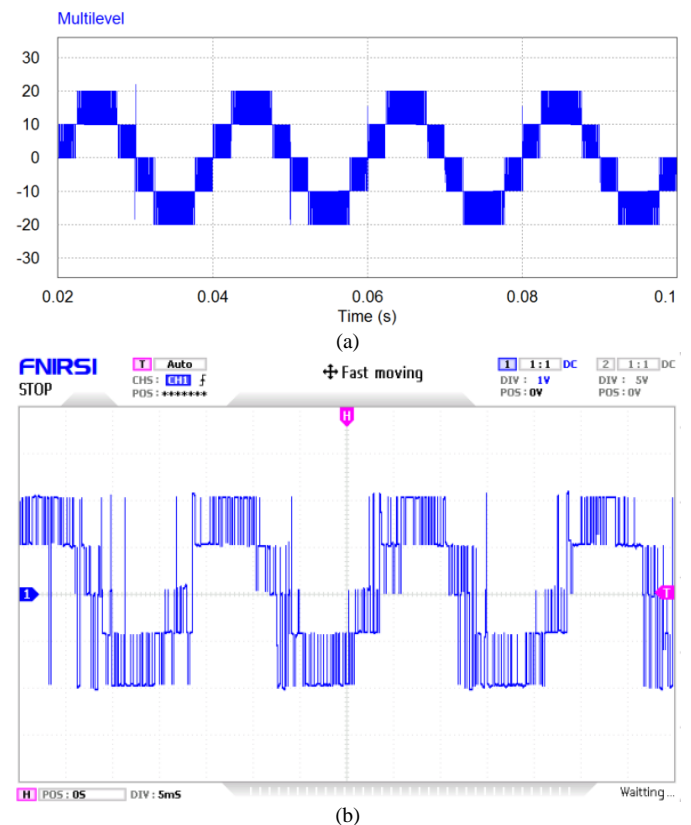 Multilevel
30
20
10
0
-10
-20
-30
0.02 0.04 0.06 0.08 0.1
Time (s)
(a)
FNIRSI
STOP
T Auto
CHS: CH1
POS: *******
Fast moving
1 1:1 DC
DIV: 1V
POS: 0V
2 1:1 DC
DIV: 5V
POS: 0V
H
1
T
H POS: 0S DIV: 5mS
Waitting...
(b)